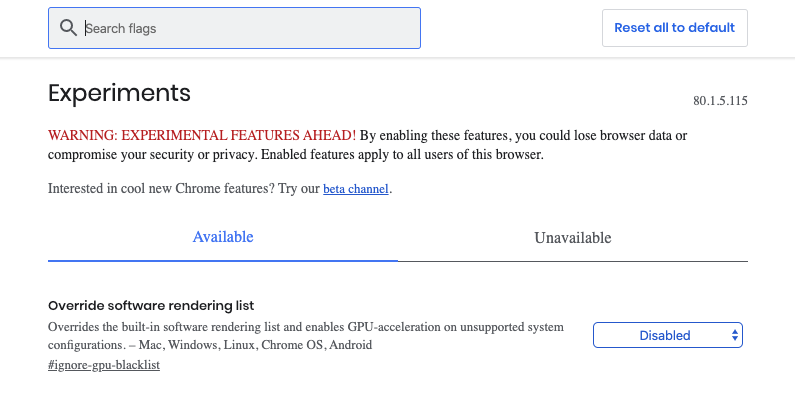 Search flags
Reset all to default
Experiments
80.1.5.115
WARNING: EXPERIMENTAL FEATURES AHEAD! By enabling these features, you could lose browser data or
compromise your security or privacy. Enabled features apply to all users of this browser.
Interested in cool new Chrome features? Try our beta channel.
Available
Unavailable
Override software rendering list
Overrides the built-in software rendering list and enables GPU-acceleration on unsupported system
configurations. – Mac, Windows, Linux, Chrome OS, Android
#ignore-gpu-blacklist
Disabled